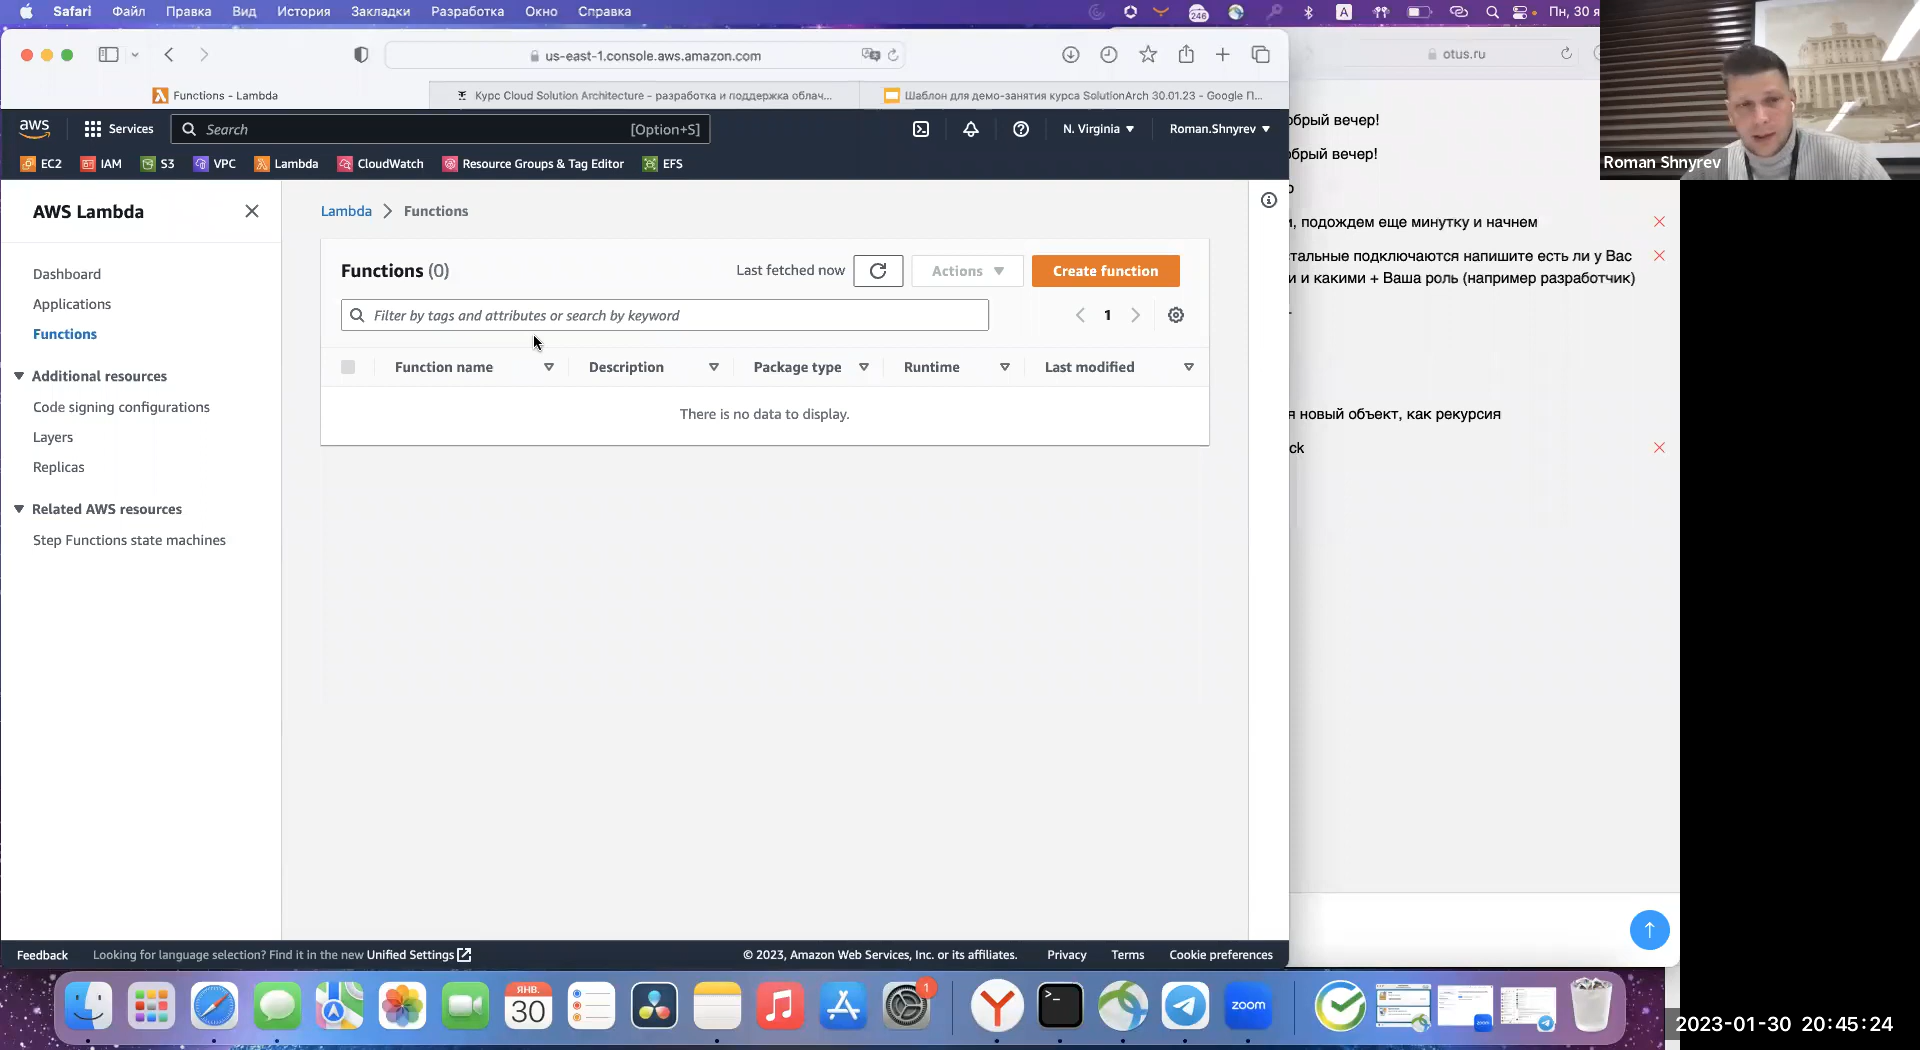 Safari Файл Правка Вид История Закладки Разработка Окно Справка
246
A
Пн, 30 я
us-east-1.console.aws.amazon.com
otus.ru
Functions - Lambda
Курс Cloud Solution Architecture – разработка и поддержка облач...
Шаблон для демо-занятия курса SolutionArch 30.01.23 - Google П...
aws Services Search [Option+S] N. Virginia Roman.Shnyrev
EC2 IAM S3 VPC Lambda CloudWatch Resource Groups & Tag Editor EFS
Roman Shnyrev
AWS Lambda
Dashboard
Applications
Functions
Additional resources
Code signing configurations
Layers
Replicas
Related AWS resources
Step Functions state machines
Lambda > Functions
Functions (0) Last fetched now Actions Create function
Filter by tags and attributes or search by keyword
1
Function name Description Package type Runtime Last modified
There is no data to display.
обрый вечер!
обрый вечер!
о
и, подождем еще минутку и начнем
стальные подключаются напишите есть ли у Вас
и и какими + Ваша роль (например разработчик)
я новый объект, как рекурсия
ck
Feedback Looking for language selection? Find it in the new Unified Settings
© 2023, Amazon Web Services, Inc. or its affiliates. Privacy Terms Cookie preferences
ЯНВ.
30
1
zoom
2023-01-30 20:45:24